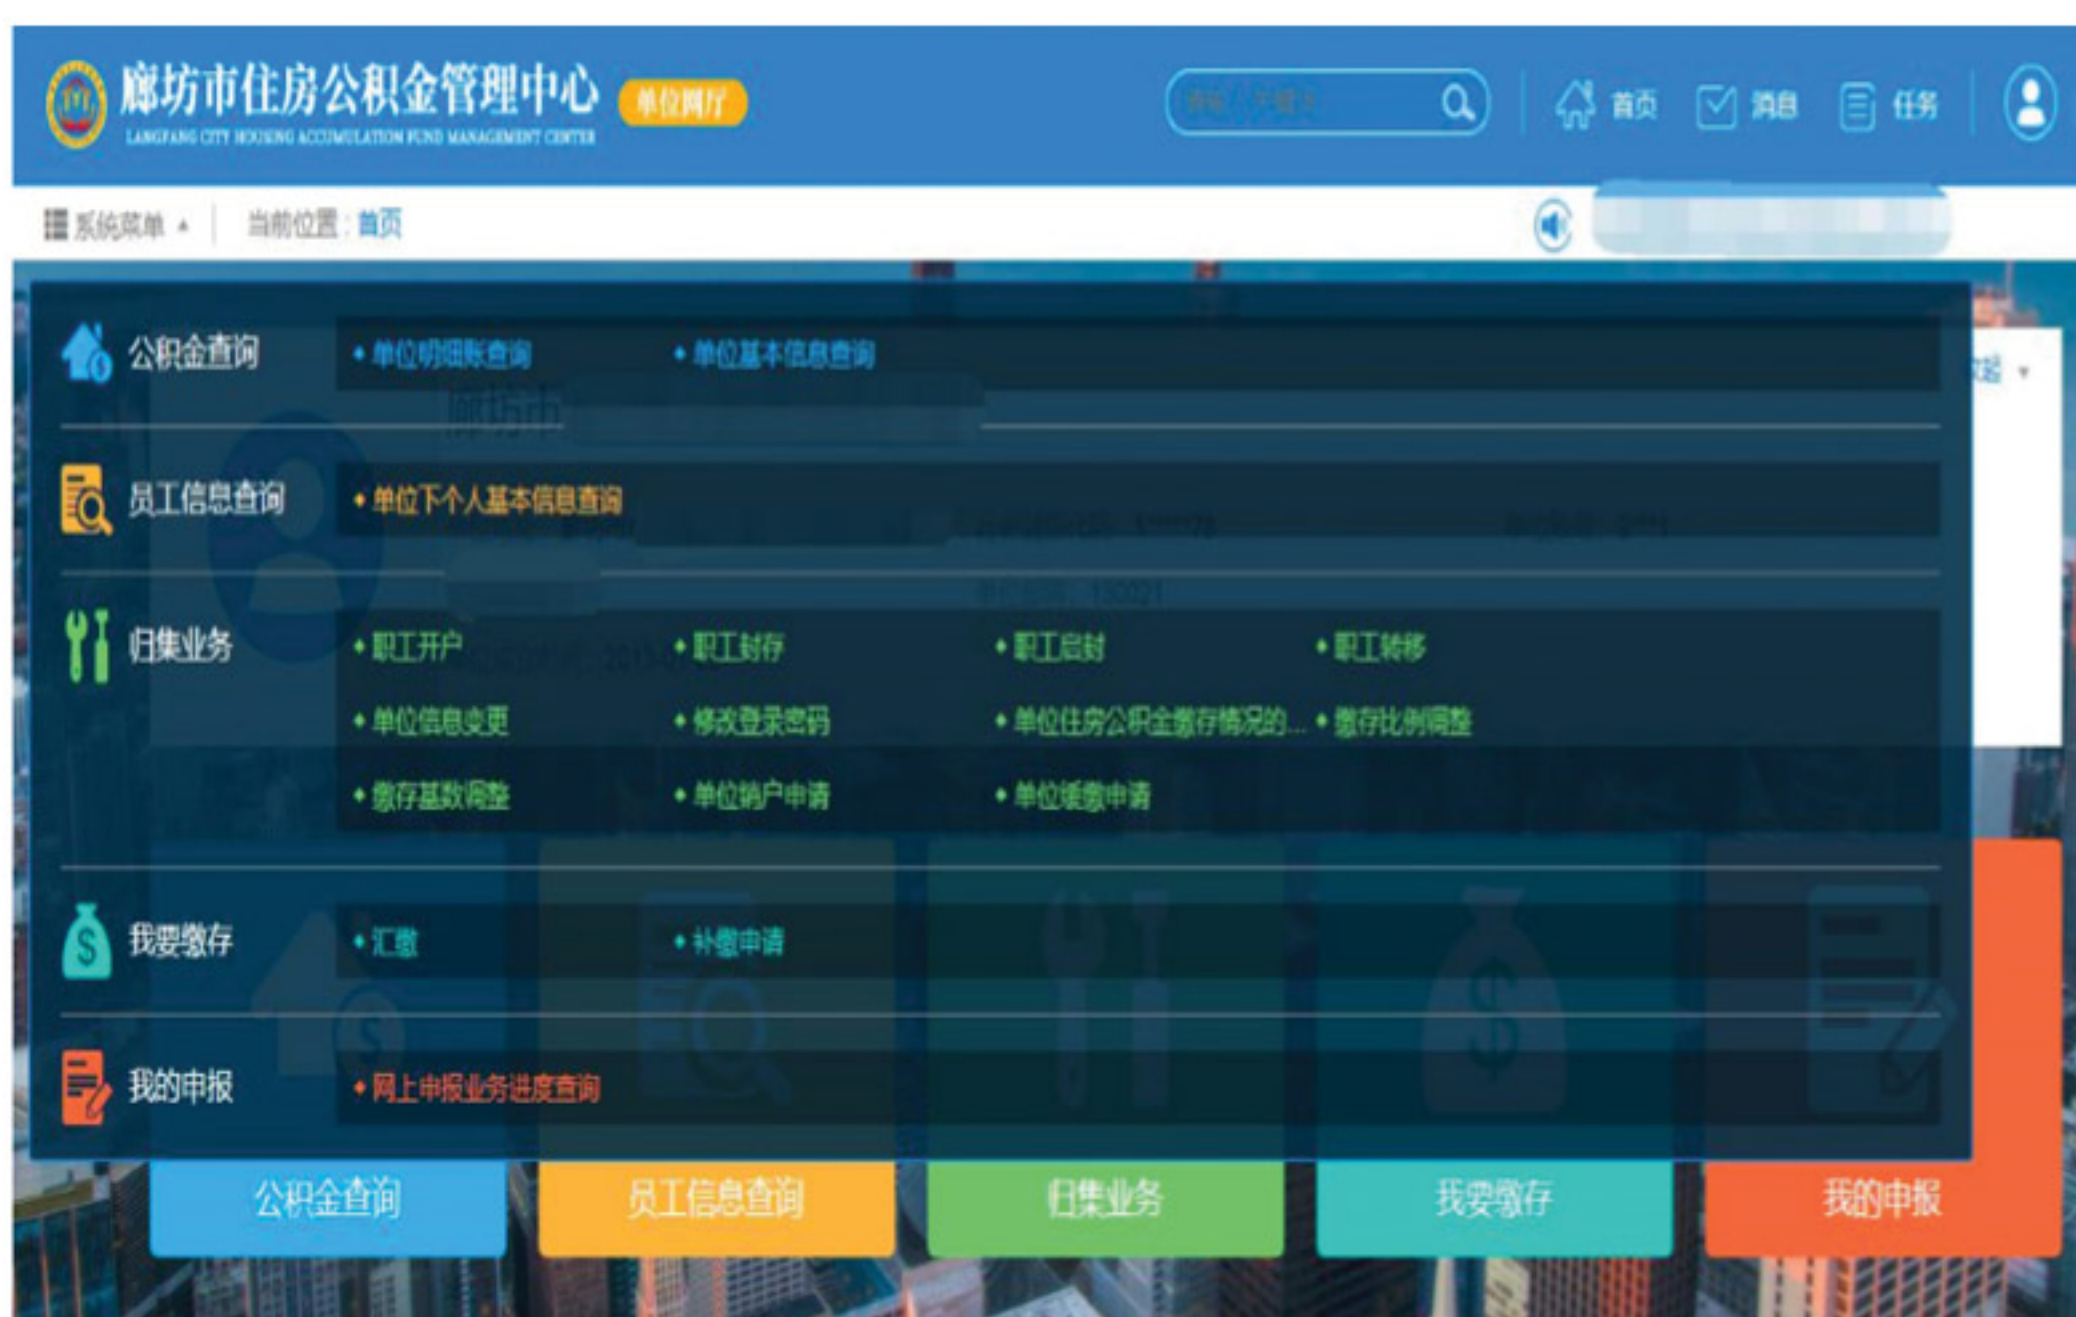 廊坊市住房公积金管理中心 单位网厅
LANGFANG CITY HOUSING ACCUMULATION FUND MANAGEMENT CENTER
首页 消息 任务
系统菜单 当前位置：首页
公积金查询 单位明细账查询 单位基本信息查询
廊坊市
员工信息查询 单位下个人基本信息查询
归集业务 职工开户 职工封存 职工启封 职工转移
单位信息变更 修改登录密码 单位住房公积金缴存情况的... 缴存比例调整
缴存基数调整 单位销户申请 单位缓缴申请
我要缴存 汇缴 补缴申请
我的申报 网上申报业务进度查询
公积金查询 员工信息查询 归集业务 我要缴存 我的申报